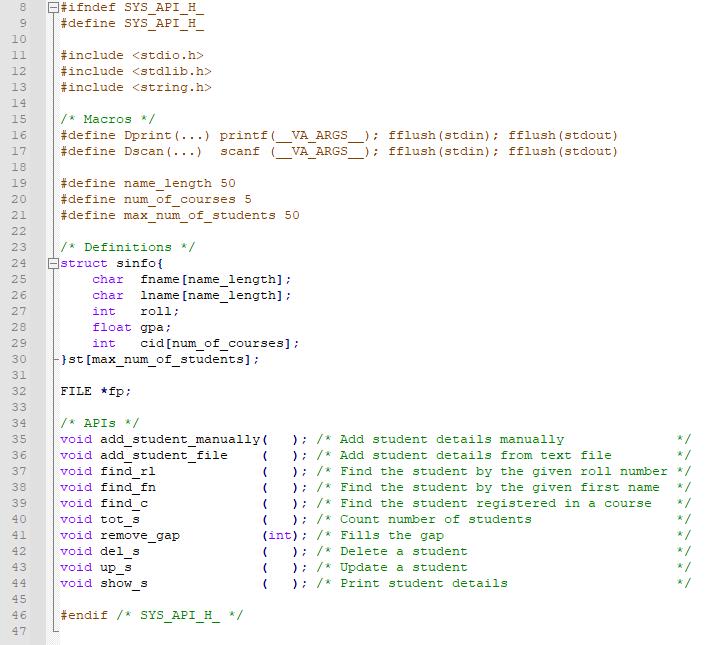 8 #ifndef SYS_API_H_
9 #define SYS_API_H_
10
11 #include <stdio.h>
12 #include <stdlib.h>
13 #include <string.h>
14
15 /* Macros */
16 #define Dprint(...) printf(__VA_ARGS__); fflush(stdin); fflush(stdout)
17 #define Dscan(...)  scanf (__VA_ARGS__); fflush(stdin); fflush(stdout)
18
19 #define name_length 50
20 #define num_of_courses 5
21 #define max_num_of_students 50
22
23 /* Definitions */
24 struct sinfo{
25     char  fname[name_length];
26     char  lname[name_length];
27     int   roll;
28     float gpa;
29     int   cid[num_of_courses];
30 }st[max_num_of_students];
31
32 FILE *fp;
33
34 /* APIs */
35 void add_student_manually(   ); /* Add student details manually              */
36 void add_student_file    (   ); /* Add student details from text file        */
37 void find_rl             (   ); /* Find the student by the given roll number */
38 void find_fn             (   ); /* Find the student by the given first name  */
39 void find_c              (   ); /* Find the student registered in a course   */
40 void tot_s               (   ); /* Count number of students                  */
41 void remove_gap          (int); /* Fills the gap                             */
42 void del_s               (   ); /* Delete a student                          */
43 void up_s                (   ); /* Update a student                          */
44 void show_s              (   ); /* Print student details                     */
45
46 #endif /* SYS_API_H_ */
47